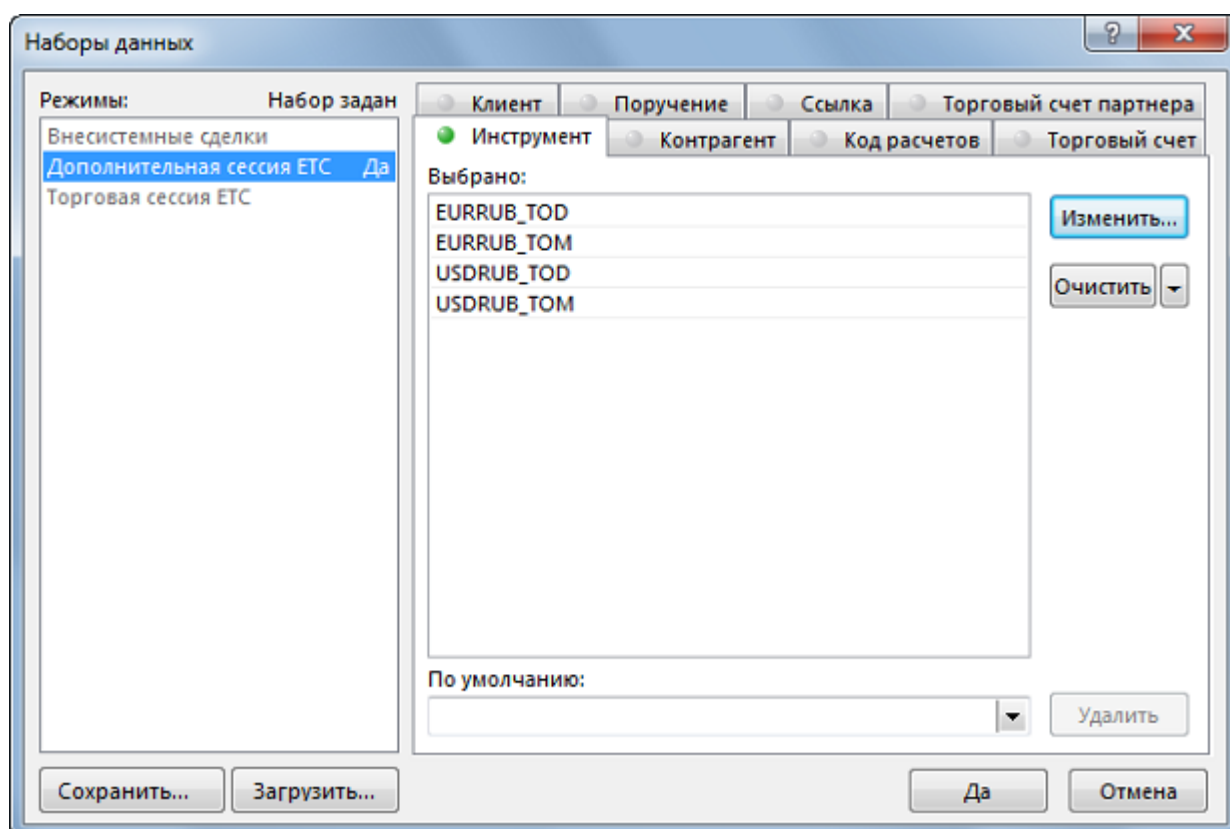 Наборы данных
Режимы: Набор задан
Внесистемные сделки
Дополнительная сессия ETC Да
Торговая сессия ETC
Клиент Поручение Ссылка Торговый счет партнера
Инструмент Контрагент Код расчетов Торговый счет
Выбрано:
EURRUB_TOD
EURRUB_TOM
USDRUB_TOD
USDRUB_TOM
Изменить...
Очистить
По умолчанию:
Удалить
Сохранить... Загрузить... Да Отмена